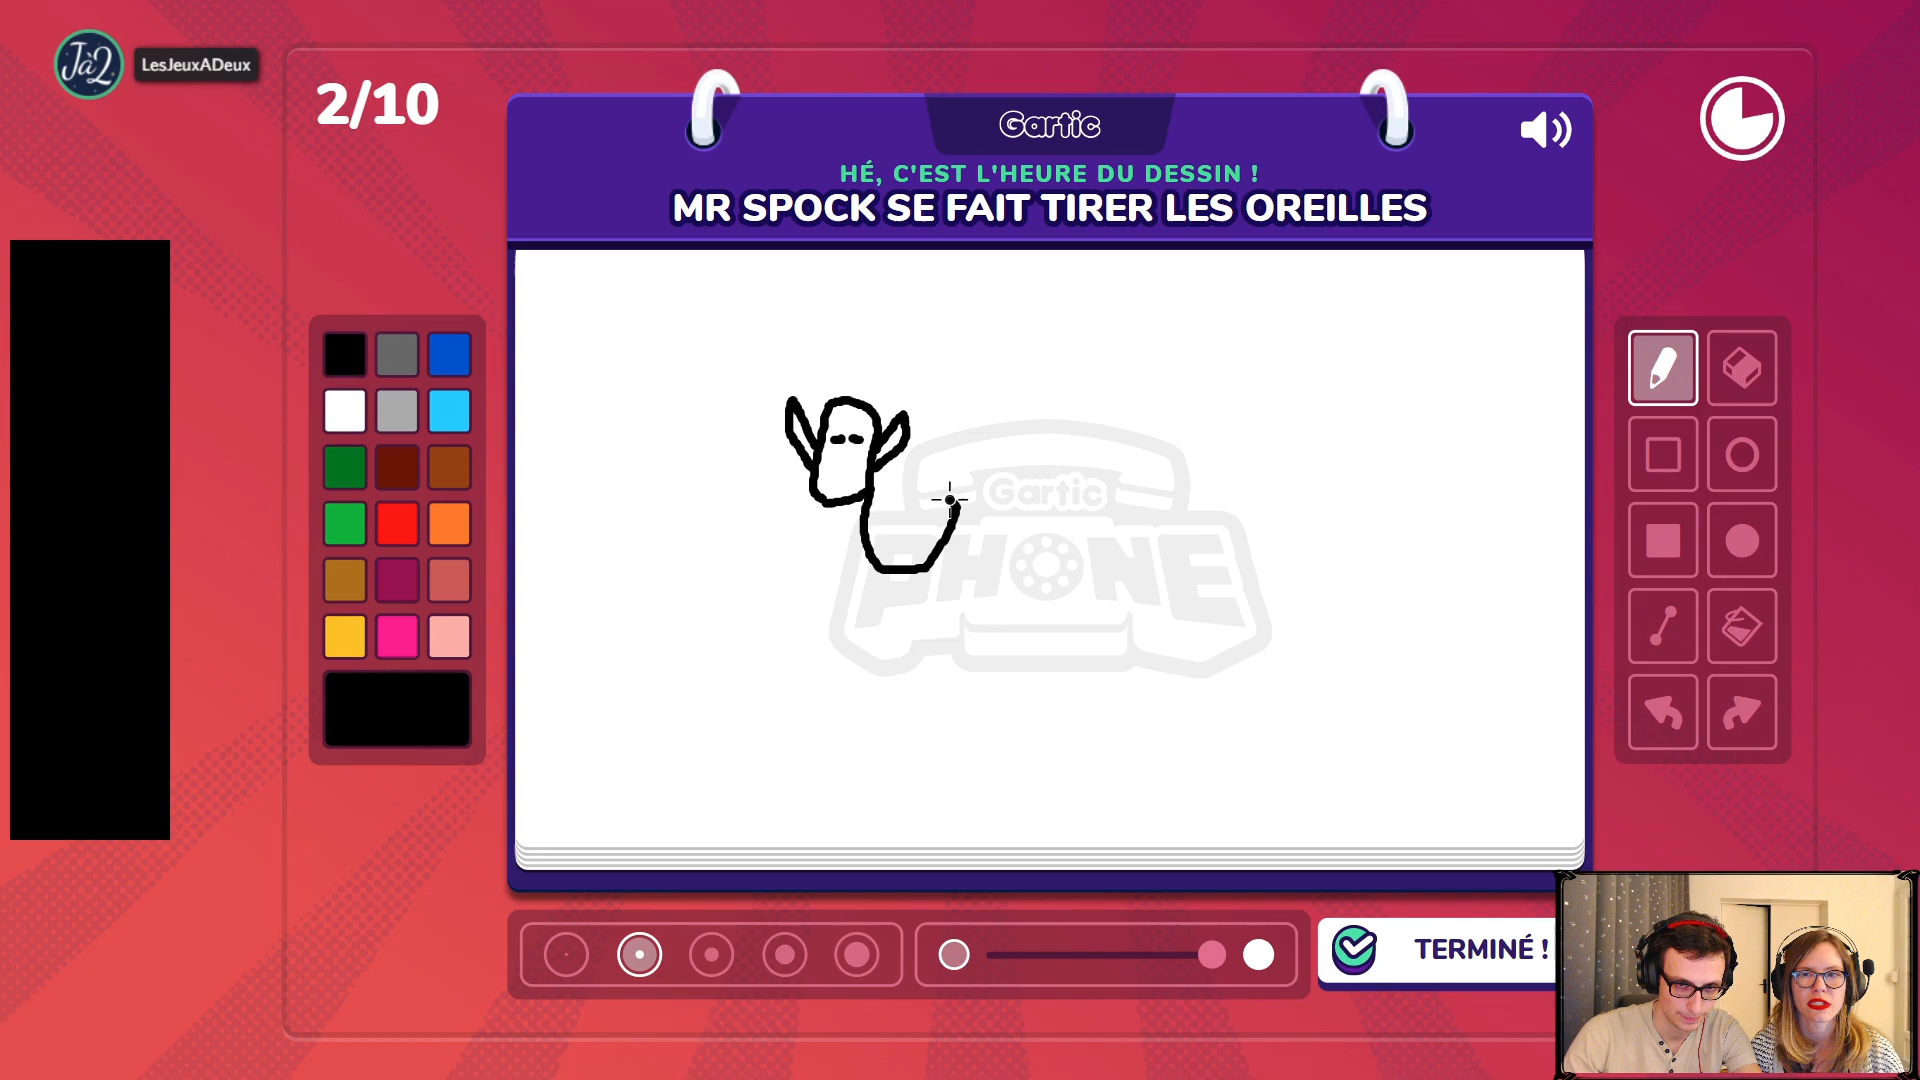 Jà2
LesJeuxADeux
2/10
Gartic
HÉ, C'EST L'HEURE DU DESSIN !
MR SPOCK SE FAIT TIRER LES OREILLES
Gartic
PHONE
TERMINÉ !